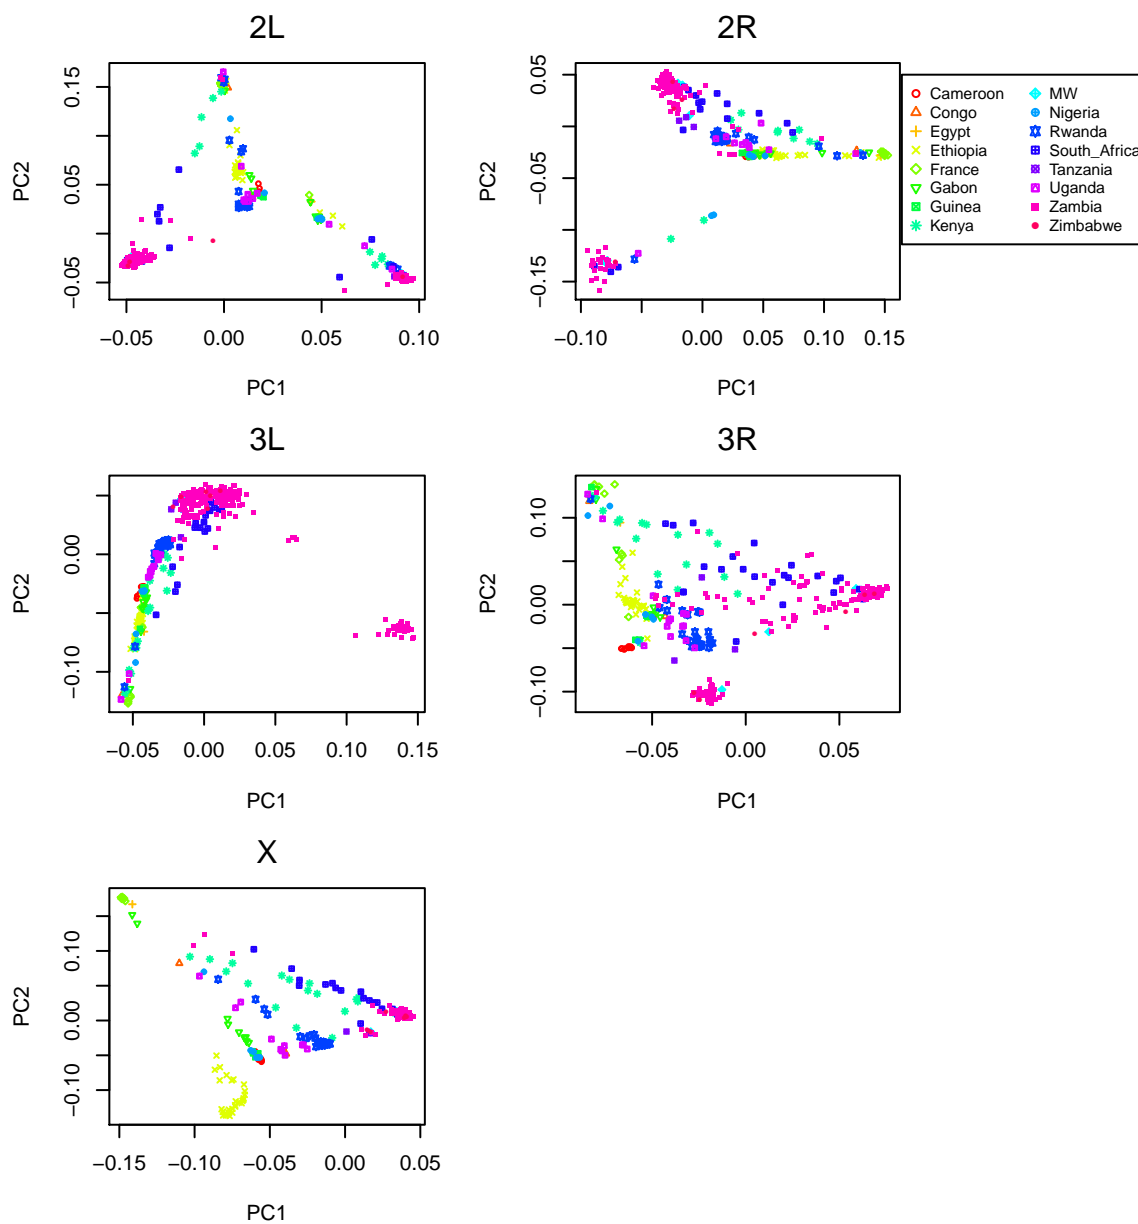 2L
PC2
−0.05 0.05 0.15
−0.05 0.00 0.05 0.10
PC1
2R
PC2
−0.15 −0.05 0.05
−0.10 0.00 0.05 0.10 0.15
PC1
Cameroon
Congo
Egypt
Ethiopia
France
Gabon
Guinea
Kenya
MW
Nigeria
Rwanda
South_Africa
Tanzania
Uganda
Zambia
Zimbabwe
3L
PC2
−0.10 0.00
−0.05 0.00 0.05 0.10 0.15
PC1
3R
PC2
−0.10 0.00 0.10
−0.05 0.00 0.05
PC1
X
PC2
−0.10 0.00 0.10
−0.15 −0.10 −0.05 0.00 0.05
PC1